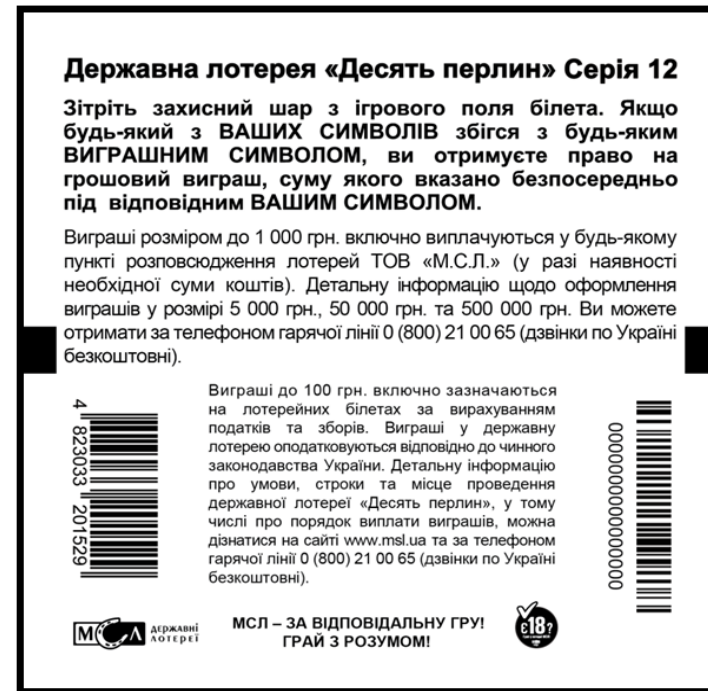 Державна лотерея «Десять перлин» Серія 12
Зітріть захисний шар з ігрового поля білета. Якщо
будь-який з ВАШИХ СИМВОЛІВ збігся з будь-яким
ВИГРАШНИМ СИМВОЛОМ, ви отримуєте право на
грошовий виграш, суму якого вказано безпосередньо
під відповідним ВАШИМ СИМВОЛОМ.
Виграші розміром до 1 000 грн. включно виплачуються у будь-якому
пункті розповсюдження лотерей ТОВ «М.С.Л.» (у разі наявності
необхідної суми коштів). Детальну інформацію щодо оформлення
виграшів у розмірі 5 000 грн., 50 000 грн. та 500 000 грн. Ви можете
отримати за телефоном гарячої лінії 0 (800) 21 00 65 (дзвінки по Україні
безкоштовні).
Виграші до 100 грн. включно зазначаються
на лотерейних білетах за вирахуванням
податків та зборів. Виграші у державну
лотерею оподатковуються відповідно до чинного
законодавства України. Детальну інформацію
про умови, строки та місце проведення
державної лотереї «Десять перлин», у тому
числі про порядок виплати виграшів, можна
дізнатися на сайті www.msl.ua та за телефоном
гарячої лінії 0 (800) 21 00 65 (дзвінки по Україні
безкоштовні).
4 823033 201529
МСЛ ДЕРЖАВНІ
ЛОТЕРЕЇ
МСЛ – ЗА ВІДПОВІДАЛЬНУ ГРУ!
ГРАЙ З РОЗУМОМ!
Є18?